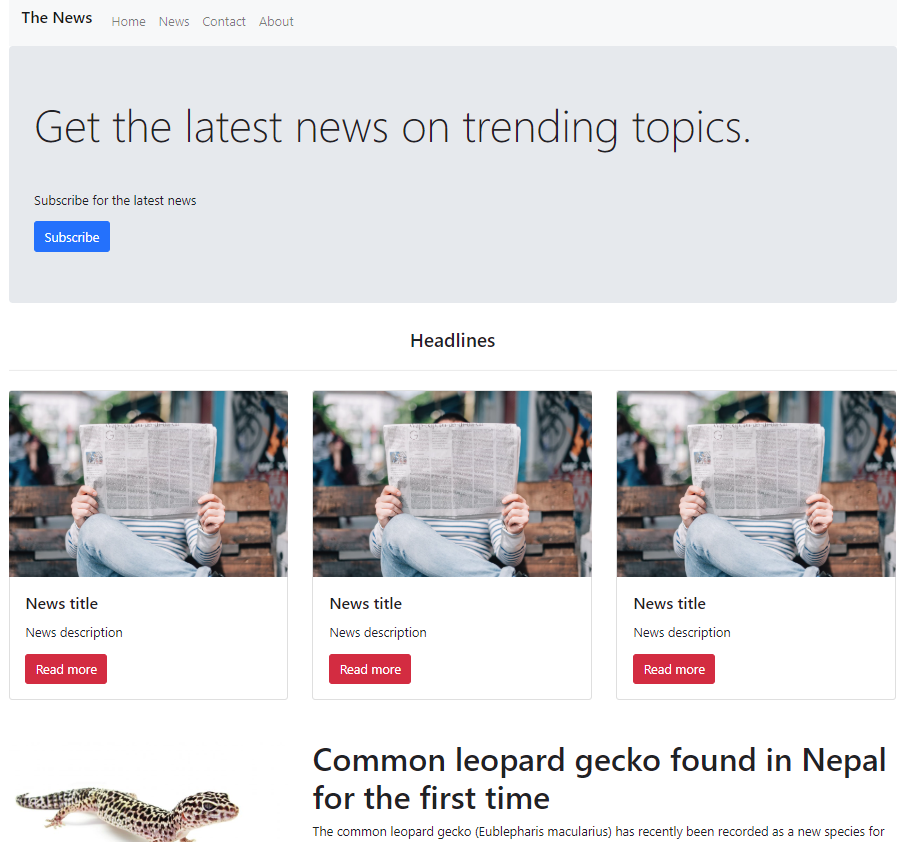 The News Home News Contact About
Get the latest news on trending topics.
Subscribe for the latest news
Subscribe
Headlines
News title
News description
Read more
News title
News description
Read more
News title
News description
Read more
Common leopard gecko found in Nepal
for the first time
The common leopard gecko (Eublepharis macularius) has recently been recorded as a new species for